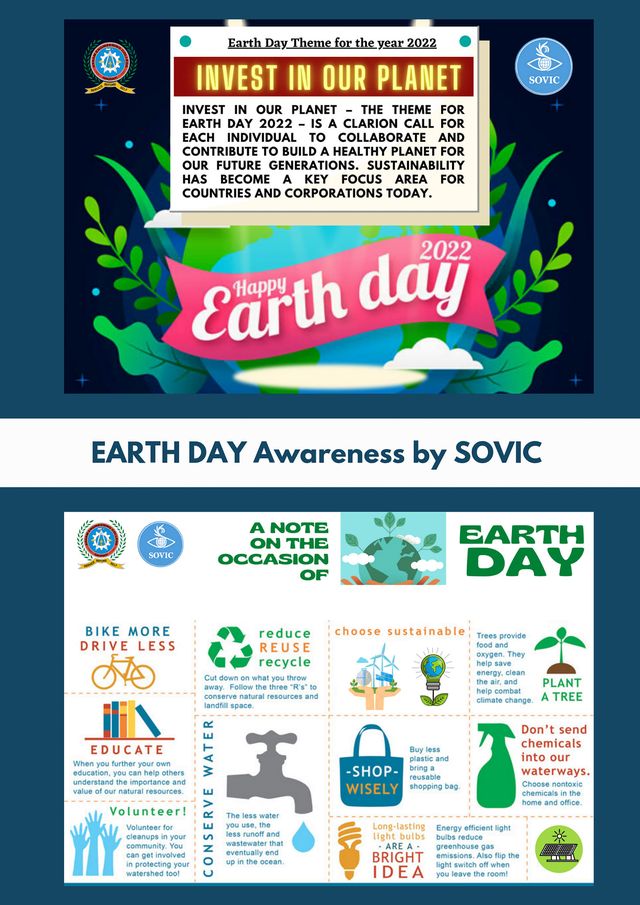 Earth Day Theme for the year 2022
INVEST IN OUR PLANET
INVEST IN OUR PLANET – THE THEME FOR
EARTH DAY 2022 – IS A CLARION CALL FOR
EACH INDIVIDUAL TO COLLABORATE AND
CONTRIBUTE TO BUILD A HEALTHY PLANET FOR
OUR FUTURE GENERATIONS. SUSTAINABILITY
HAS BECOME A KEY FOCUS AREA FOR
COUNTRIES AND CORPORATIONS TODAY.
SOVIC
2022
Happy
Earth day
EARTH DAY Awareness by SOVIC
SOVIC
A NOTE
ON THE
OCCASION
OF
EARTH
DAY
BIKE MORE
DRIVE LESS
reduce
REUSE
recycle
Cut down on what you throw
away. Follow the three "R's" to
conserve natural resources and
landfill space.
choose sustainable
Trees provide
food and
oxygen. They
help save
energy, clean
the air, and
help combat
climate change.
PLANT
A TREE
EDUCATE
When you further your own
education, you can help others
understand the importance and
value of our natural resources.
CONSERVE WATER
The less water
you use, the
less runoff and
wastewater that
eventually end
up in the ocean.
-SHOP-
WISELY
Buy less
plastic and
bring a
reusable
shopping bag.
Don't send
chemicals
into our
waterways.
Choose nontoxic
chemicals in the
home and office.
Volunteer!
Volunteer for
cleanups in your
community. You
can get involved
in protecting your
watershed too!
Long-lasting
light bulbs
- ARE A -
BRIGHT
IDEA
Energy efficient light
bulbs reduce
greenhouse gas
emissions. Also flip the
light switch off when
you leave the room!